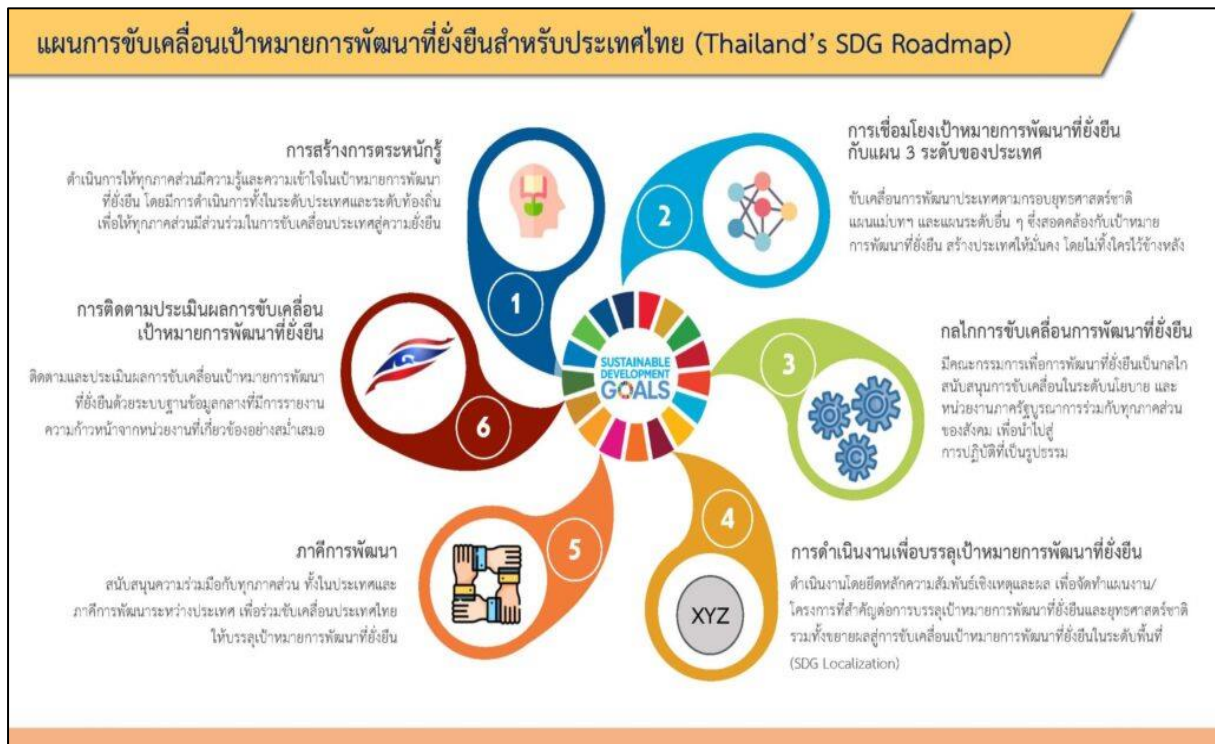 แผนการขับเคลื่อนเป้าหมายการพัฒนาที่ยั่งยืนสำหรับประเทศไทย (Thailand's SDG Roadmap)
การสร้างการตระหนักรู้
ดำเนินการให้ทุกภาคส่วนมีความรู้และความเข้าใจในเป้าหมายการพัฒนา
ที่ยั่งยืน โดยมีการดำเนินการทั้งในระดับประเทศและระดับท้องถิ่น
เพื่อให้ทุกภาคส่วนมีส่วนร่วมในการขับเคลื่อนประเทศสู่ความยั่งยืน
1
การเชื่อมโยงเป้าหมายการพัฒนาที่ยั่งยืน
กับแผน 3 ระดับของประเทศ
ขับเคลื่อนการพัฒนาประเทศตามกรอบยุทธศาสตร์ชาติ
แผนแม่บทฯ และแผนระดับอื่น ๆ ซึ่งสอดคล้องกับเป้าหมาย
การพัฒนาที่ยั่งยืน สร้างประเทศให้มั่นคง โดยไม่ทิ้งใครไว้ข้างหลัง
2
กลไกการขับเคลื่อนการพัฒนาที่ยั่งยืน
มีคณะกรรมการเพื่อการพัฒนาที่ยั่งยืนเป็นกลไก
สนับสนุนการขับเคลื่อนในระดับนโยบาย และ
หน่วยงานภาครัฐบูรณาการร่วมกับทุกภาคส่วน
ของสังคม เพื่อนำไปสู่
การปฏิบัติที่เป็นรูปธรรม
3
SUSTAINABLE
DEVELOPMENT
GOALS
การดำเนินงานเพื่อบรรลุเป้าหมายการพัฒนาที่ยั่งยืน
ดำเนินงานโดยยึดหลักความสัมพันธ์เชิงเหตุและผล เพื่อจัดทำแผนงาน/
โครงการที่สำคัญต่อการบรรลุเป้าหมายการพัฒนาที่ยั่งยืนและยุทธศาสตร์ชาติ
รวมทั้งขยายผลสู่การขับเคลื่อนเป้าหมายการพัฒนาที่ยั่งยืนในระดับพื้นที่
(SDG Localization)
4
XYZ
ภาคีการพัฒนา
สนับสนุนความร่วมมือกับทุกภาคส่วน ทั้งในประเทศและ
ภาคีการพัฒนาระหว่างประเทศ เพื่อร่วมขับเคลื่อนประเทศไทย
ให้บรรลุเป้าหมายการพัฒนาที่ยั่งยืน
5
การติดตามประเมินผลการขับเคลื่อน
เป้าหมายการพัฒนาที่ยั่งยืน
ติดตามและประเมินผลการขับเคลื่อนเป้าหมายการพัฒนา
ที่ยั่งยืนด้วยระบบฐานข้อมูลกลางที่มีการรายงาน
ความก้าวหน้าจากหน่วยงานที่เกี่ยวข้องอย่างสม่ำเสมอ
6